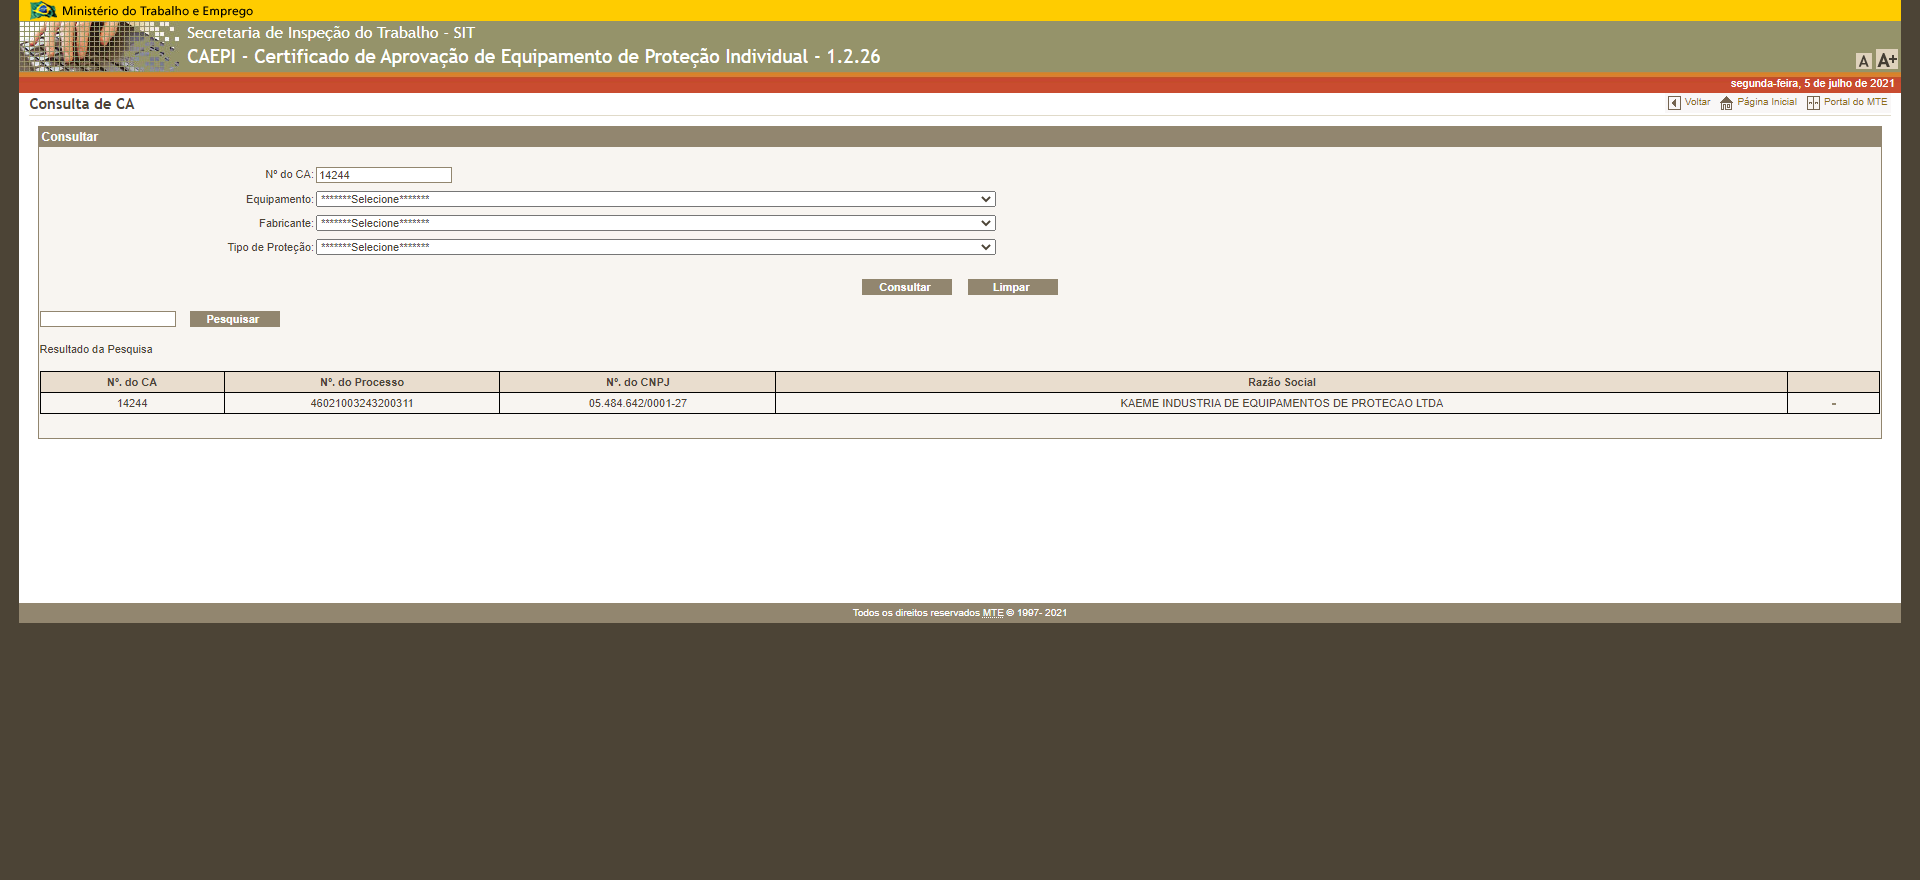 Ministério do Trabalho e Emprego
Secretaria de Inspeção do Trabalho - SIT
CAEPI - Certificado de Aprovação de Equipamento de Proteção Individual - 1.2.26
A A+
segunda-feira, 5 de julho de 2021
Consulta de CA
Voltar Página Inicial Portal do MTE
Consultar
Nº do CA: 14244
Equipamento: *******Selecione*******
Fabricante: *******Selecione*******
Tipo de Proteção: *******Selecione*******
Consultar Limpar
Pesquisar
Resultado da Pesquisa
Nº. do CA Nº. do Processo Nº. do CNPJ Razão Social
14244 46021003243200311 05.484.642/0001-27 KAEME INDUSTRIA DE EQUIPAMENTOS DE PROTECAO LTDA -
Todos os direitos reservados MTE © 1997- 2021